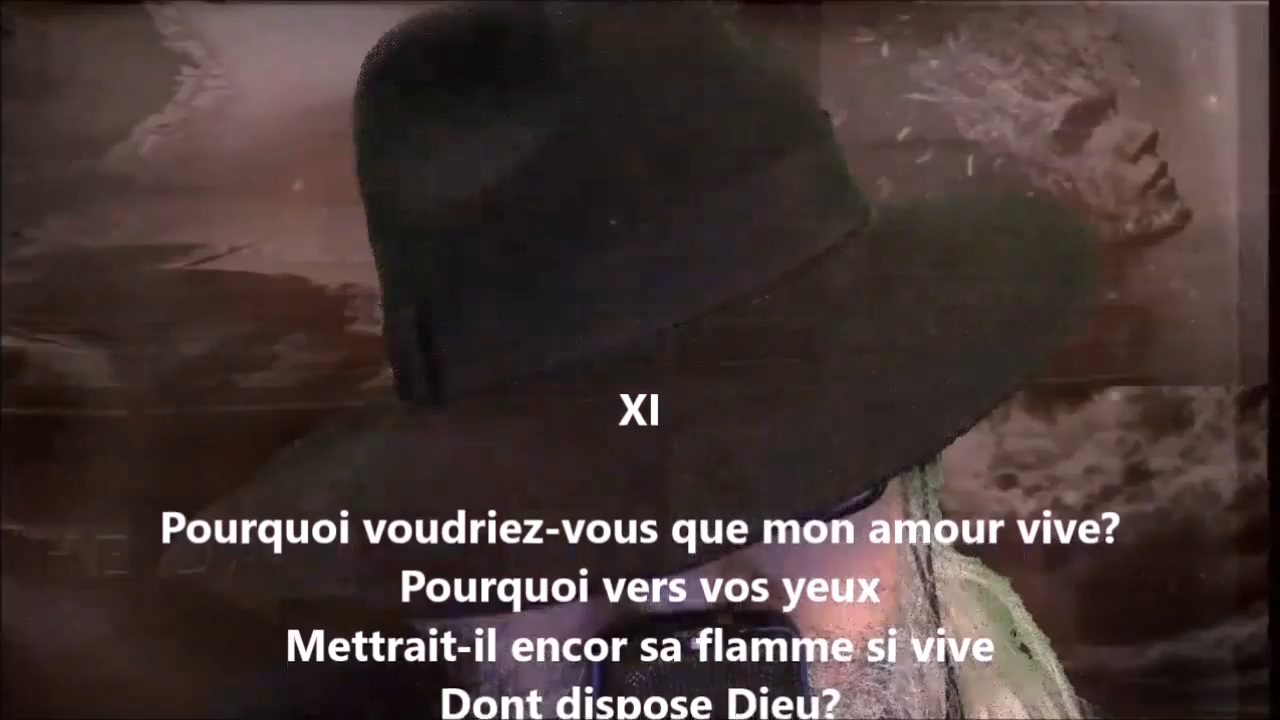 XI
Pourquoi voudriez-vous que mon amour vive?
Pourquoi vers vos yeux
Mettrait-il encor sa flamme si vive
Dont dispose Dieu?